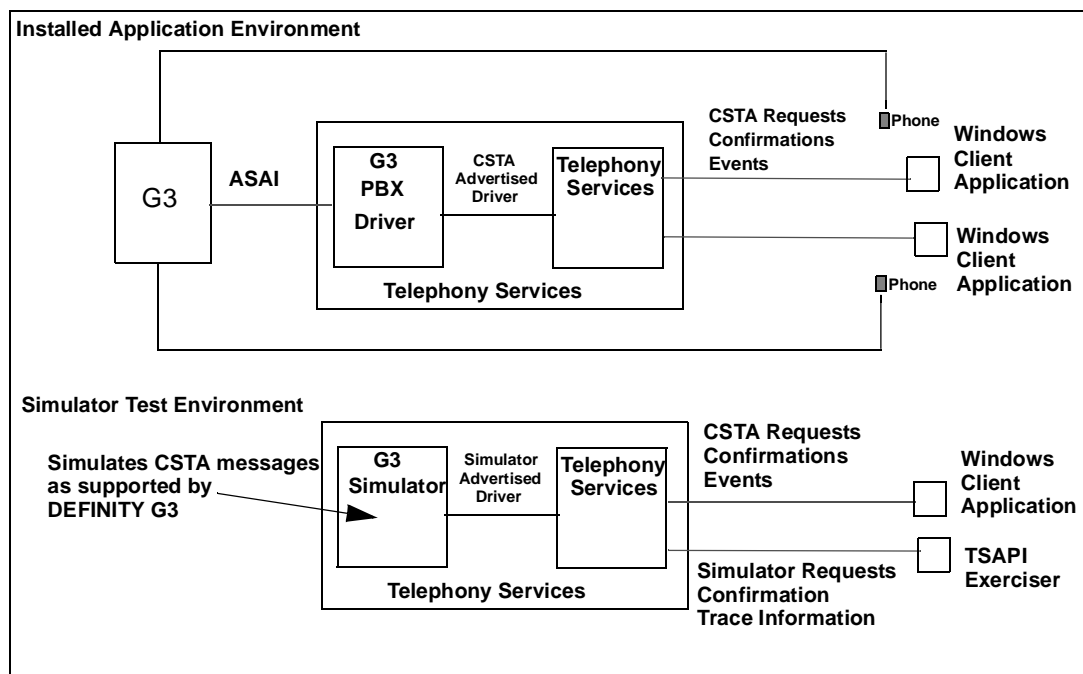 Installed Application Environment
G3
ASAI
G3
PBX
Driver
CSTA
Advertised
Driver
Telephony
Services
Telephony Services
CSTA Requests
Confirmations
Events
Phone
Windows
Client
Application
Windows
Client
Application
Phone
Simulator Test Environment
Simulates CSTA messages
as supported by
DEFINITY G3
G3
Simulator
Simulator
Advertised
Driver
Telephony
Services
Telephony Services
CSTA Requests
Confirmations
Events
Windows
Client
Application
Simulator Requests
Confirmation
Trace Information
TSAPI
Exerciser